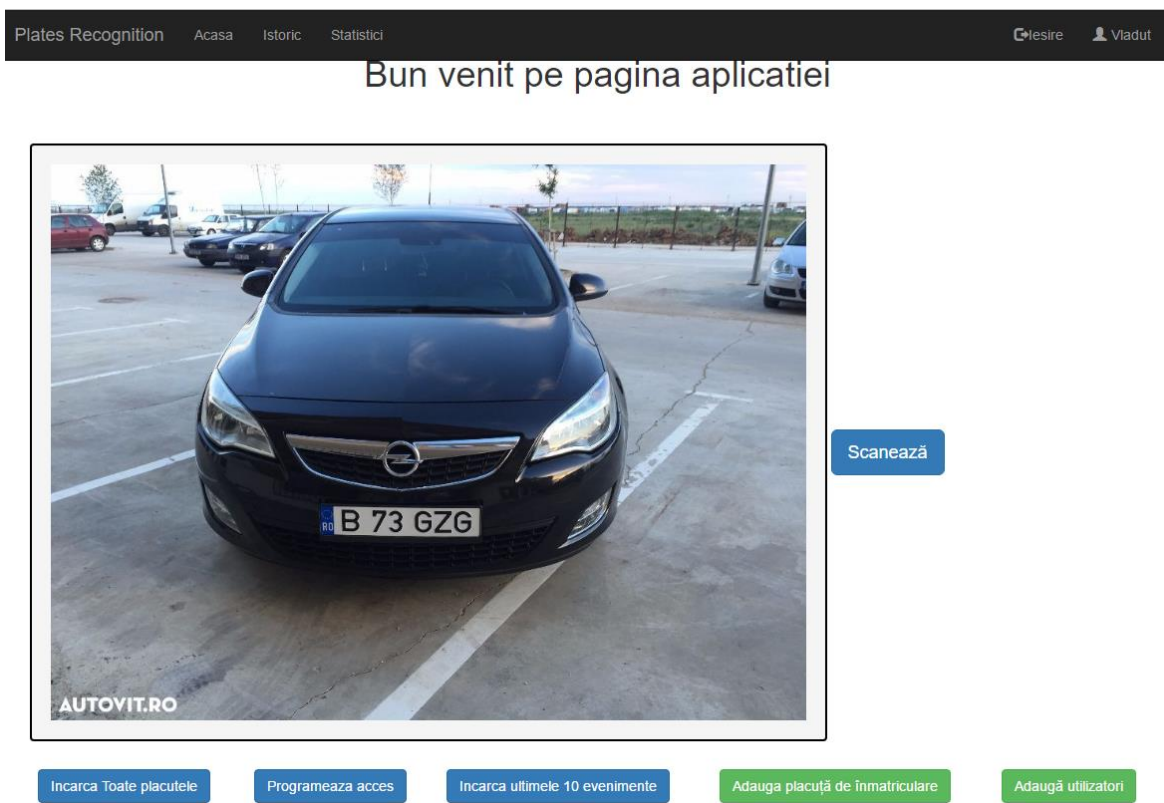 Plates Recognition Acasa Istoric Statistici Iesire Vladut
Bun venit pe pagina aplicatiei
Scanează
RO B 73 GZG
AUTOVIT.RO
Incarca Toate placutele Programeaza acces Incarca ultimele 10 evenimente Adauga placuță de înmatriculare Adaugă utilizatori